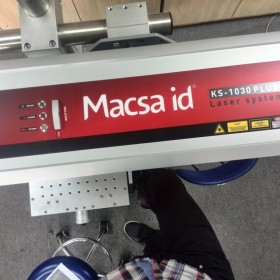 Macsa id
KS-1030 PLUS
Laser system